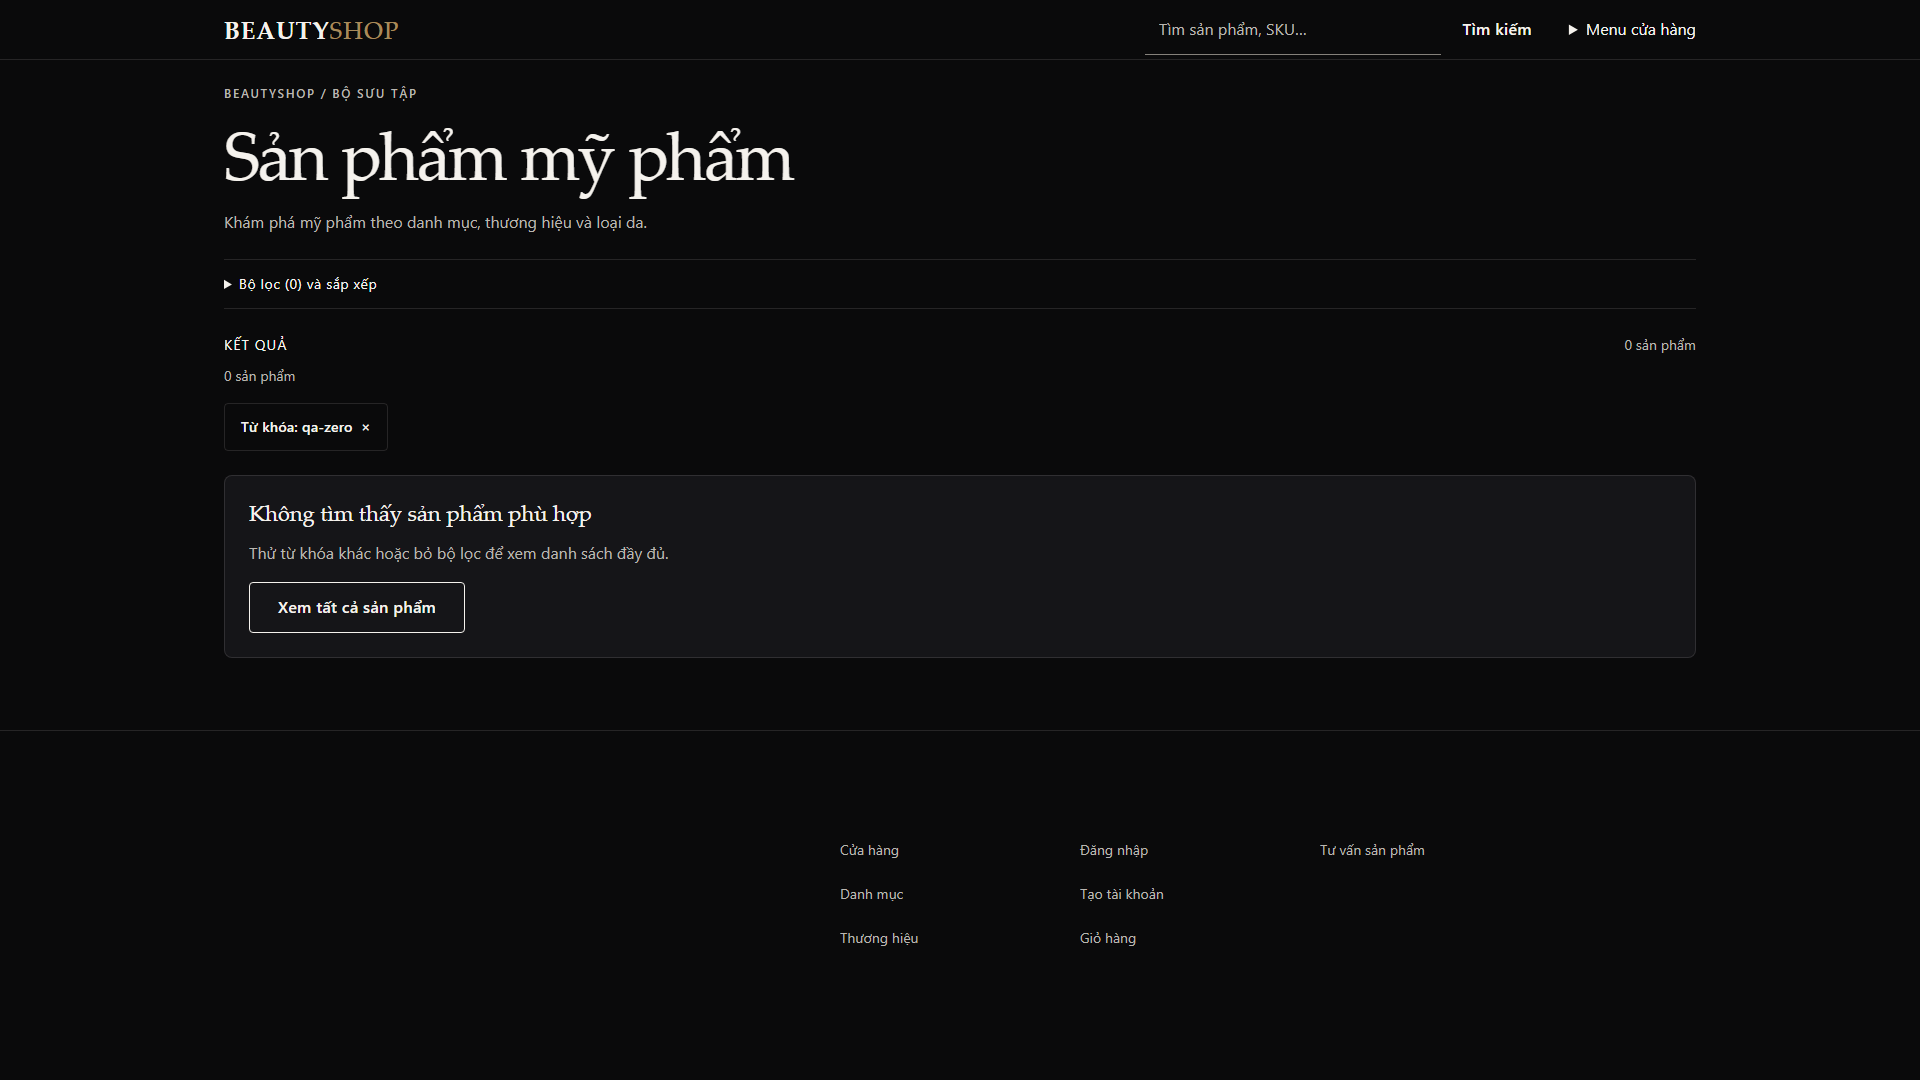 BEAUTYSHOP
Tìm sản phẩm, SKU...
Tìm kiếm
▶ Menu cửa hàng
BEAUTYSHOP / BỘ SƯU TẬP
Sản phẩm mỹ phẩm
Khám phá mỹ phẩm theo danh mục, thương hiệu và loại da.
▶ Bộ lọc (0) và sắp xếp
KẾT QUẢ
0 sản phẩm
0 sản phẩm
Từ khóa: qa-zero ×
Không tìm thấy sản phẩm phù hợp
Thử từ khóa khác hoặc bỏ bộ lọc để xem danh sách đầy đủ.
Xem tất cả sản phẩm
Cửa hàng
Danh mục
Thương hiệu
Đăng nhập
Tạo tài khoản
Giỏ hàng
Tư vấn sản phẩm